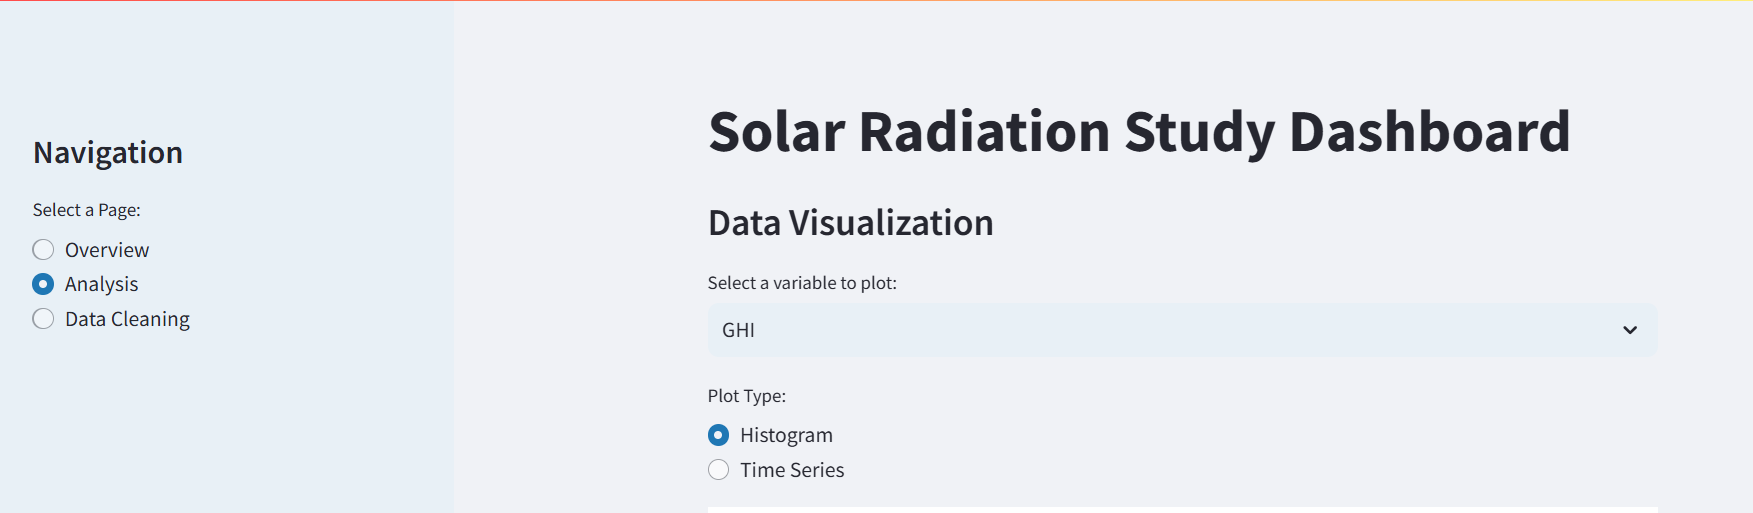 Navigation
Select a Page:
Overview
Analysis
Data Cleaning
Solar Radiation Study Dashboard
Data Visualization
Select a variable to plot:
GHI
Plot Type:
Histogram
Time Series